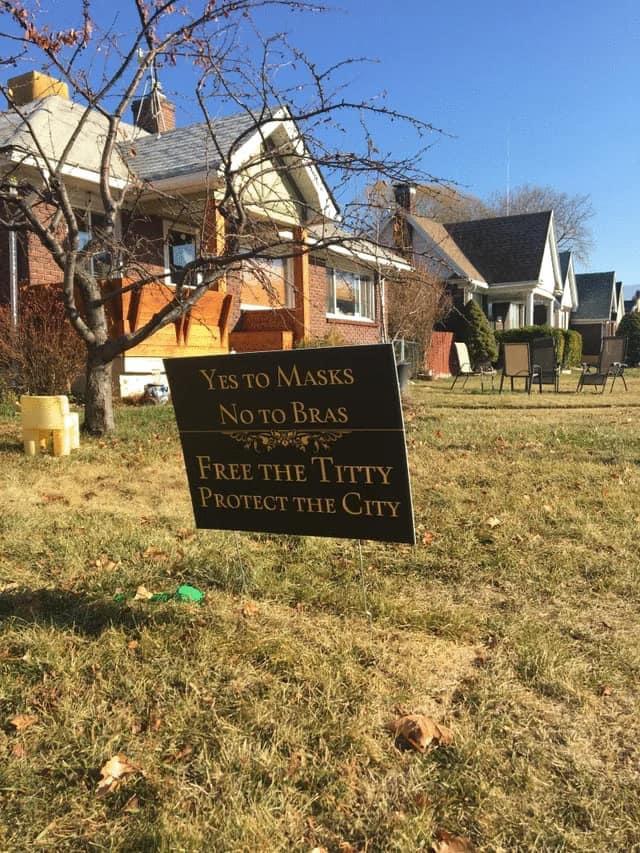 Yes to Masks
No to Bras
Free the Titty
Protect the City